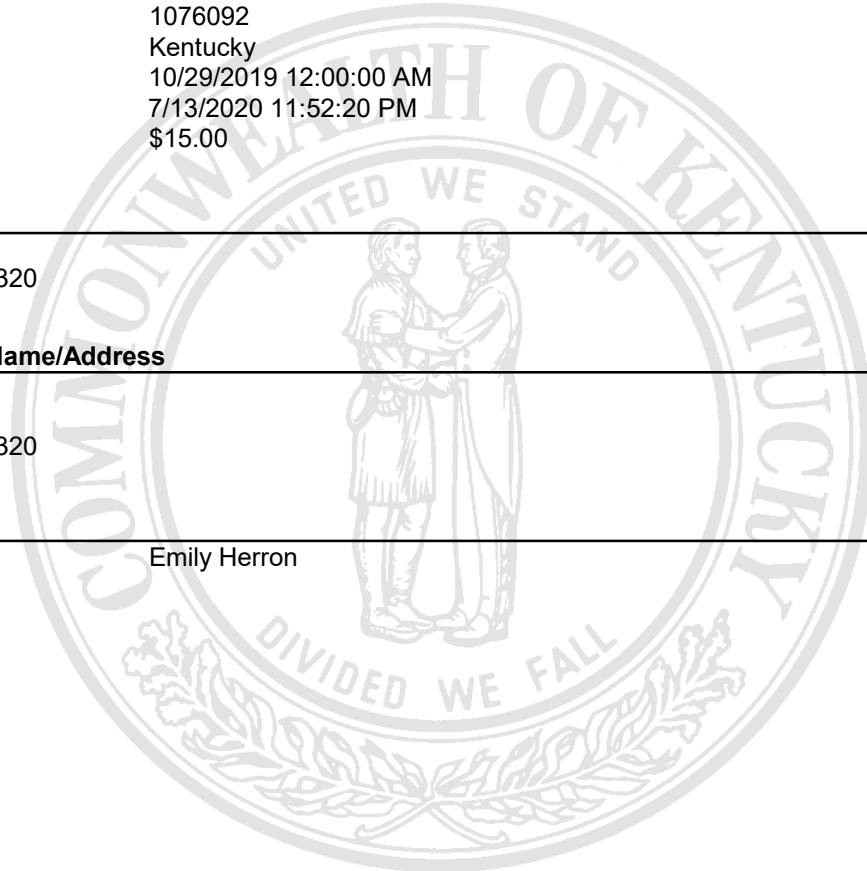 1076092
Kentucky
10/29/2019 12:00:00 AM
7/13/2020 11:52:20 PM
$15.00
320
Name/Address
320
Emily Herron
COMMONWEALTH OF KENTUCKY
UNITED WE STAND
DIVIDED WE FALL